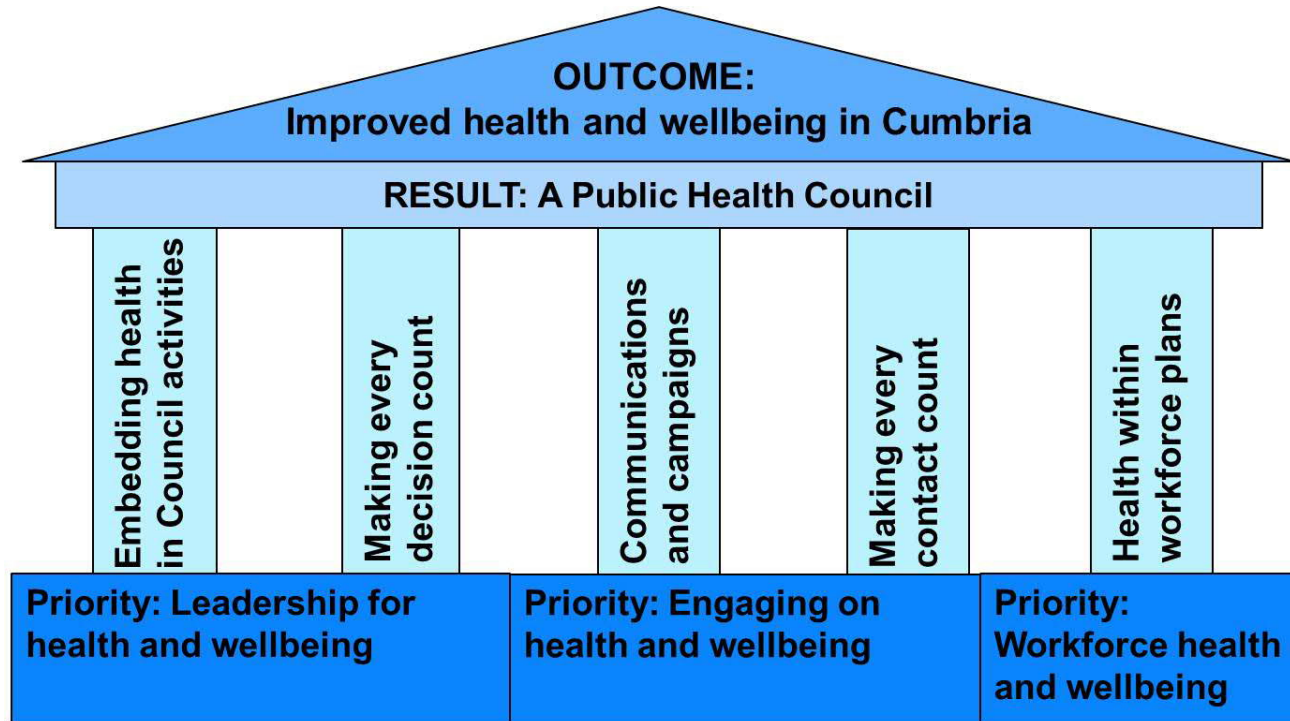 OUTCOME:
Improved health and wellbeing in Cumbria
RESULT: A Public Health Council
Embedding health
in Council activities
Making every
decision count
Communications
and campaigns
Making every
contact count
Health within
workforce plans
Priority: Leadership for
health and wellbeing
Priority: Engaging on
health and wellbeing
Priority:
Workforce health
and wellbeing